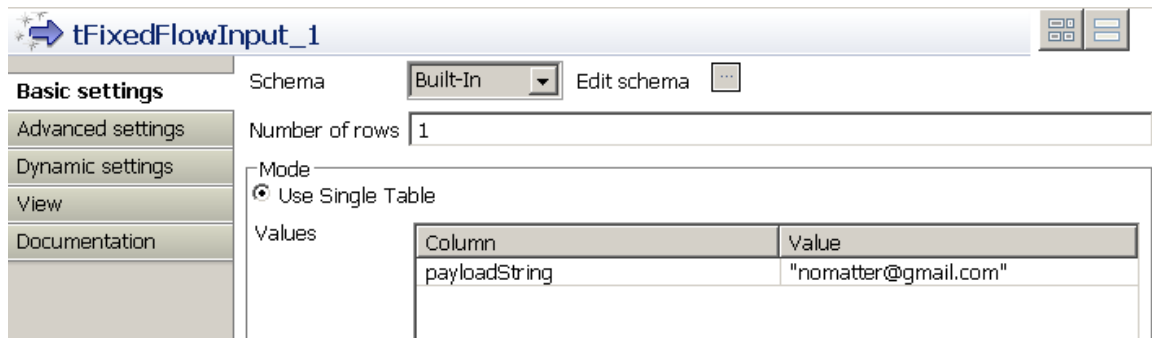 tFixedFlowInput_1
Basic settings
Advanced settings
Dynamic settings
View
Documentation
Schema Built-In Edit schema ...
Number of rows 1
Mode
Use Single Table
Values
Column Value
payloadString "nomatter@gmail.com"